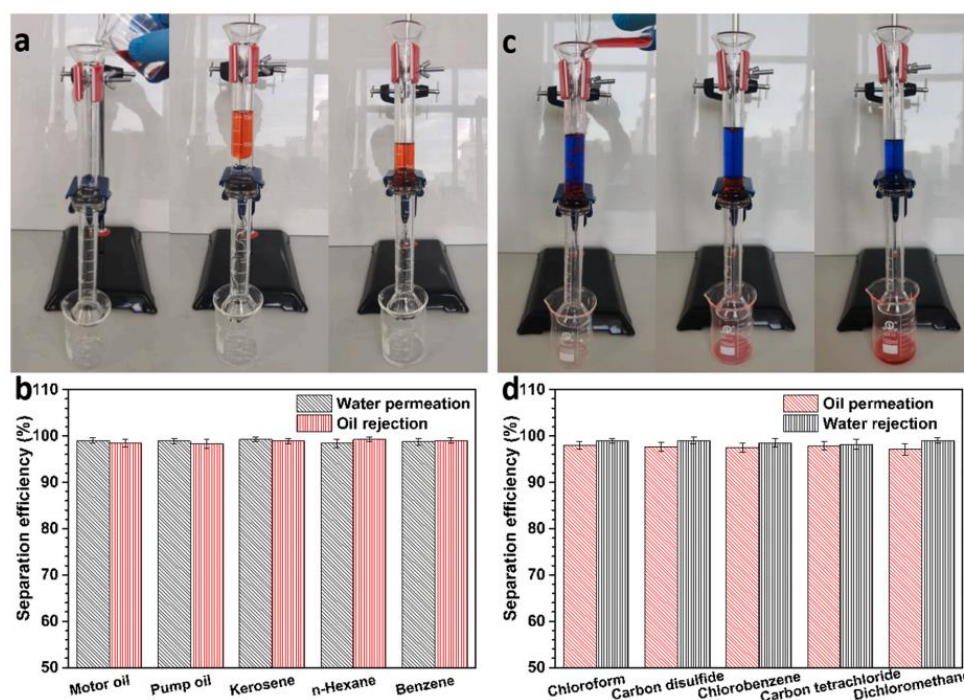 a
c
b
110
100
90
80
70
60
50
Separation efficiency (%)
Water permeation
Oil rejection
Motor oil
Pump oil
Kerosene
n-Hexane
Benzene
d
110
100
90
80
70
60
50
Separation efficiency (%)
Oil permeation
Water rejection
Chloroform
Carbon disulfide
Chlorobenzene
Carbon tetrachloride
Dichloromethane